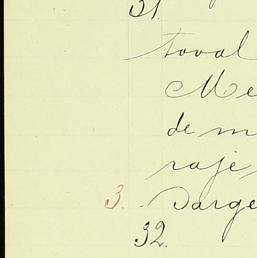 31.
toval
Me
de m
raje
3. Sarge
32.